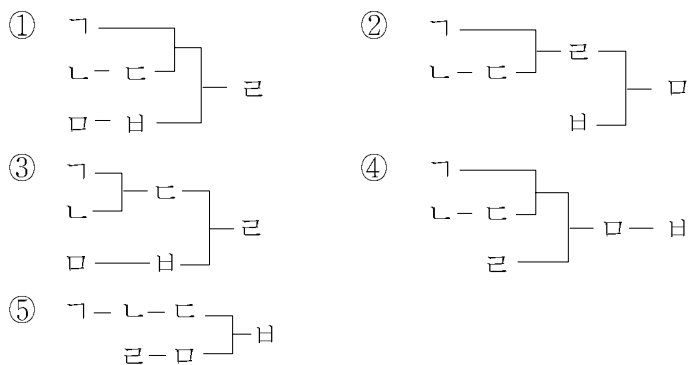 ① ㄱ
ㄴ ㄷ
ㄹ
ㅁ ㅂ
② ㄱ
ㄹ
ㄴ ㄷ
ㅁ
ㅂ
③ ㄱ
ㄷ
ㄴ
ㄹ
ㅁ ㅂ
④ ㄱ
ㄴ ㄷ
ㅁ ㅂ
ㄹ
⑤ ㄱ ㄴ ㄷ
ㅂ
ㄹ ㅁ